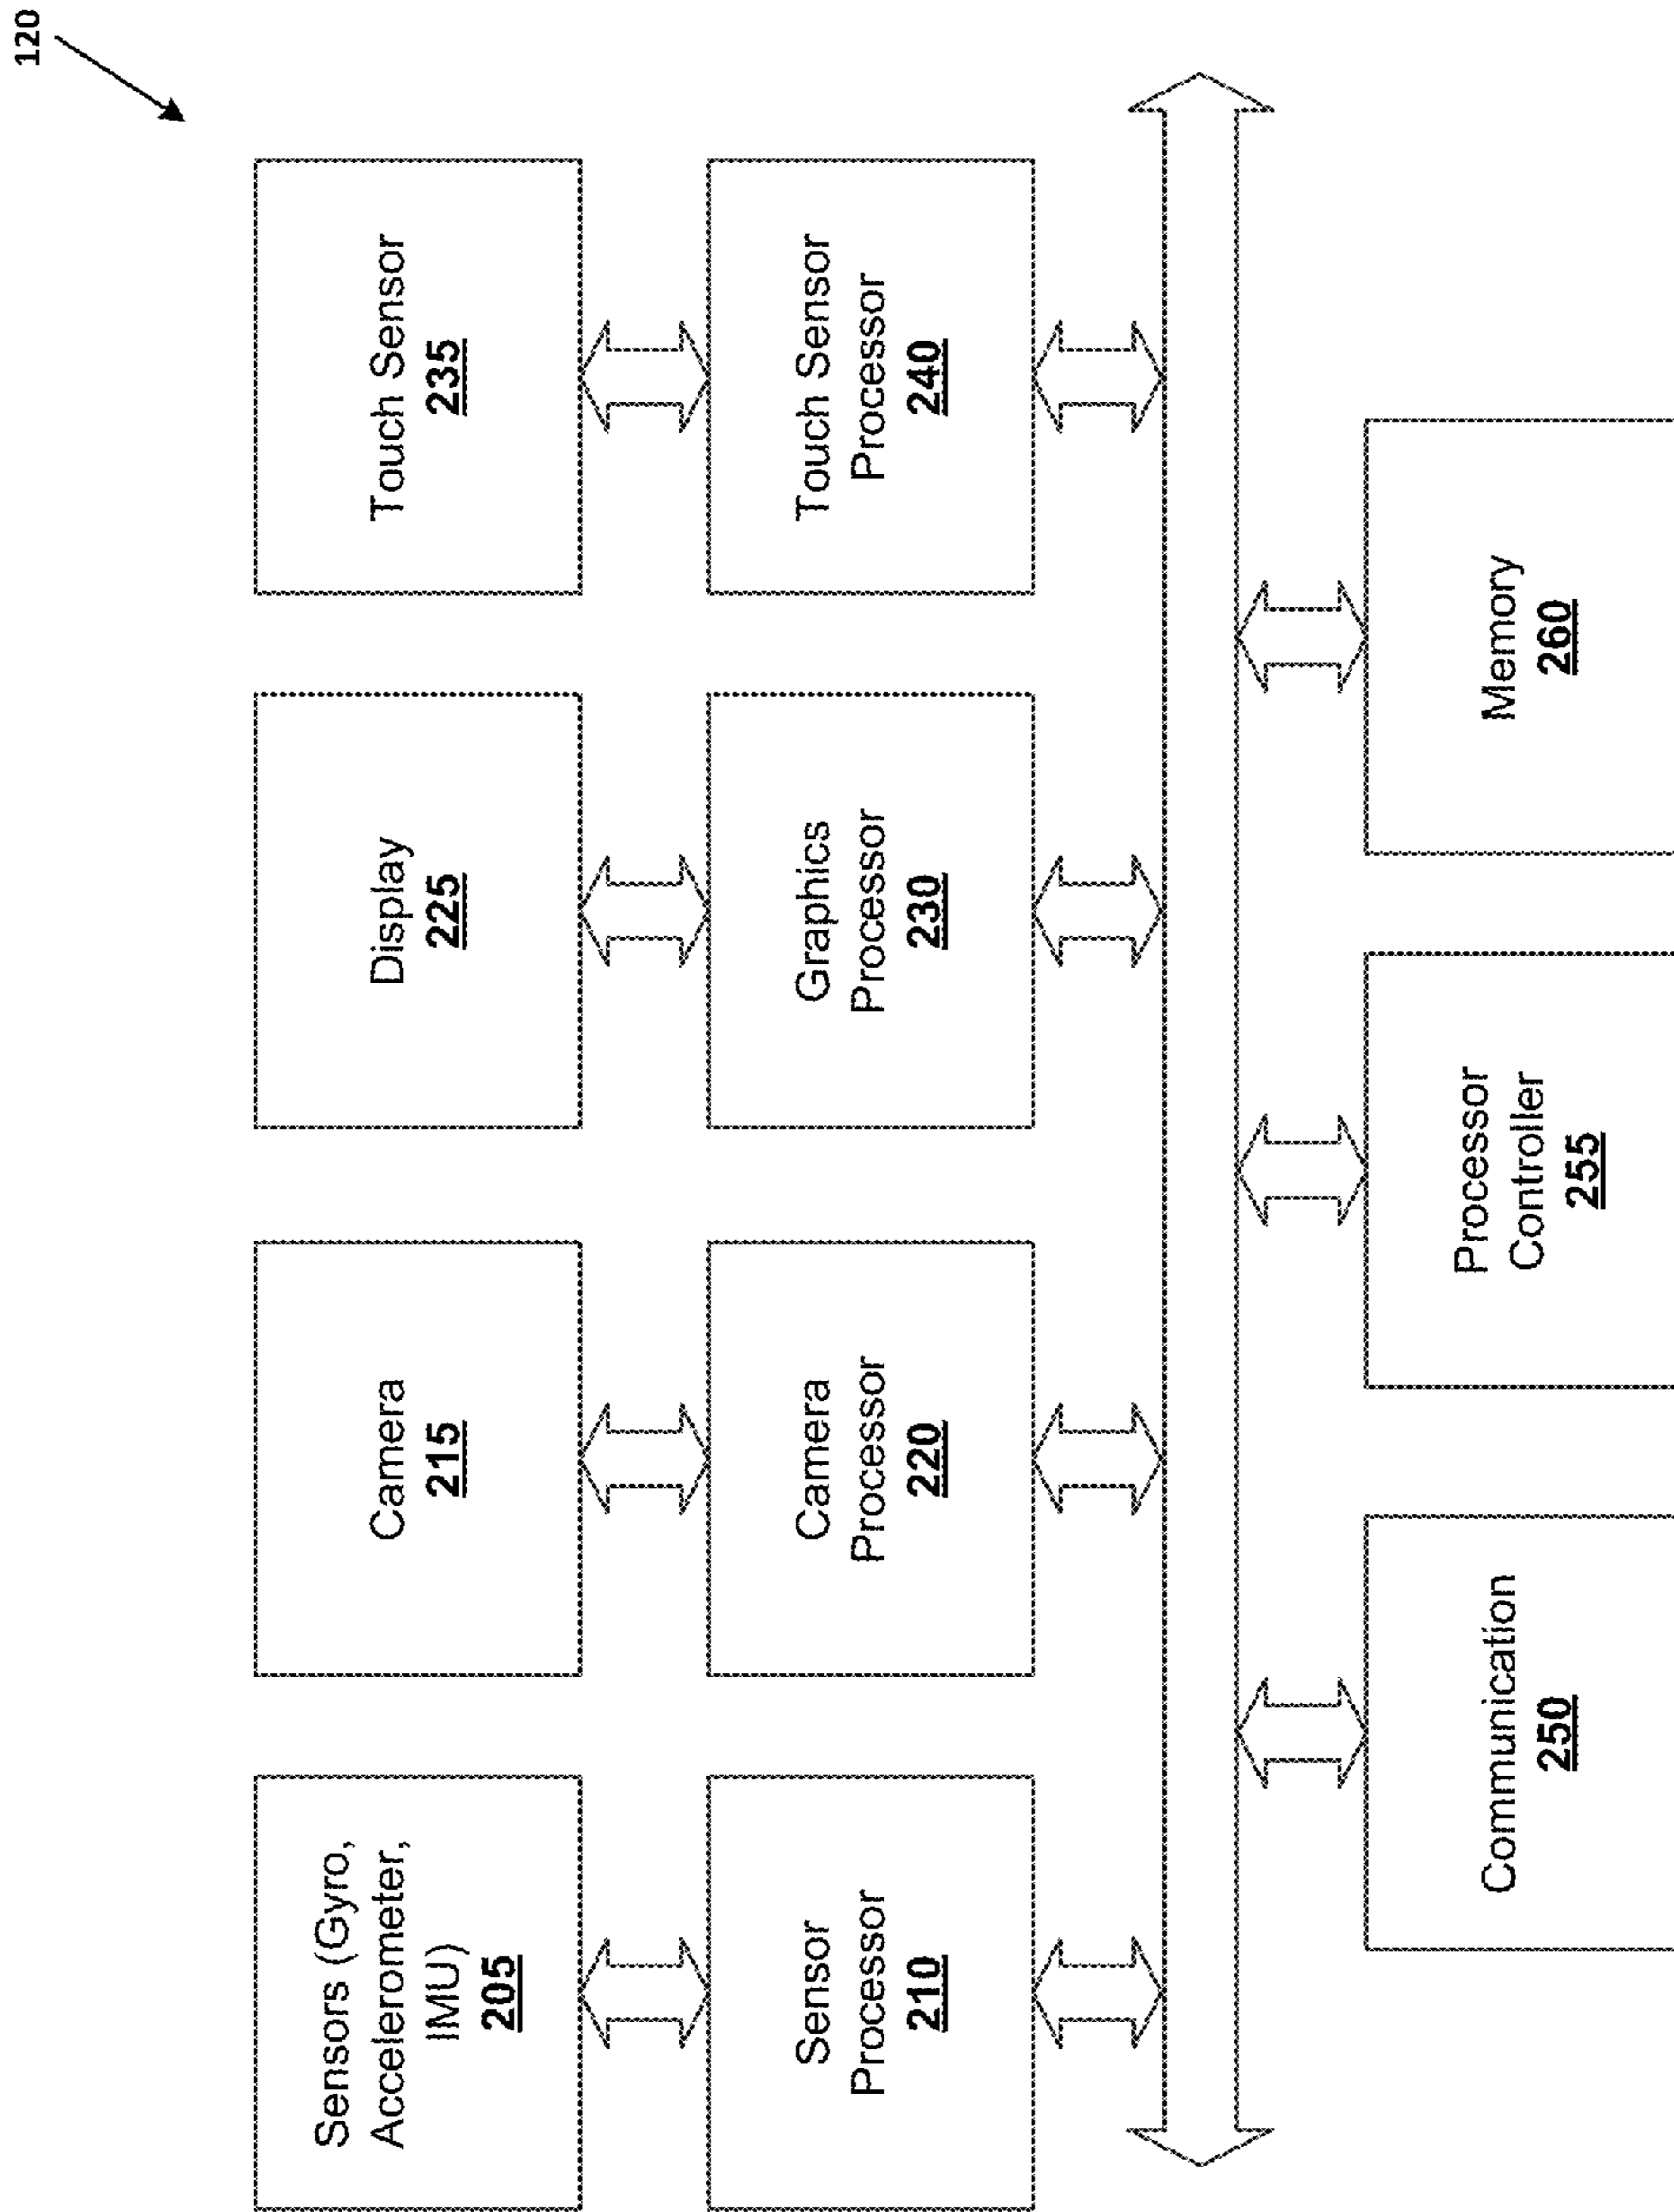 120
Sensors (Gyro,
Accelerometer,
IMU)
205
Camera
215
Display
225
Touch Sensor
235
Sensor
Processor
210
Camera
Processor
220
Graphics
Processor
230
Touch Sensor
Processor
240
Communication
250
Processor
Controller
255
Memory
260